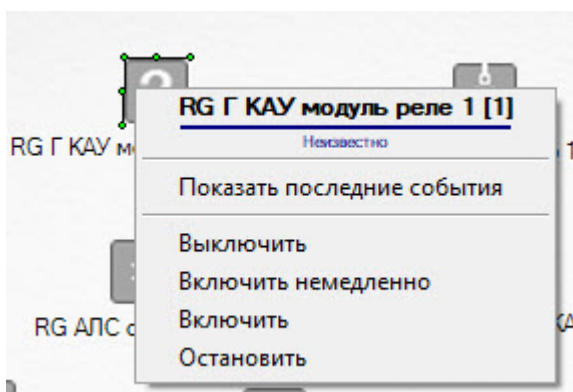 RG Г КАУ модуль реле 1 [1]
Неизвестно
RG Г КАУ м
1
Показать последние события
Выключить
Включить немедленно
RG АЛС
Включить
Остановить